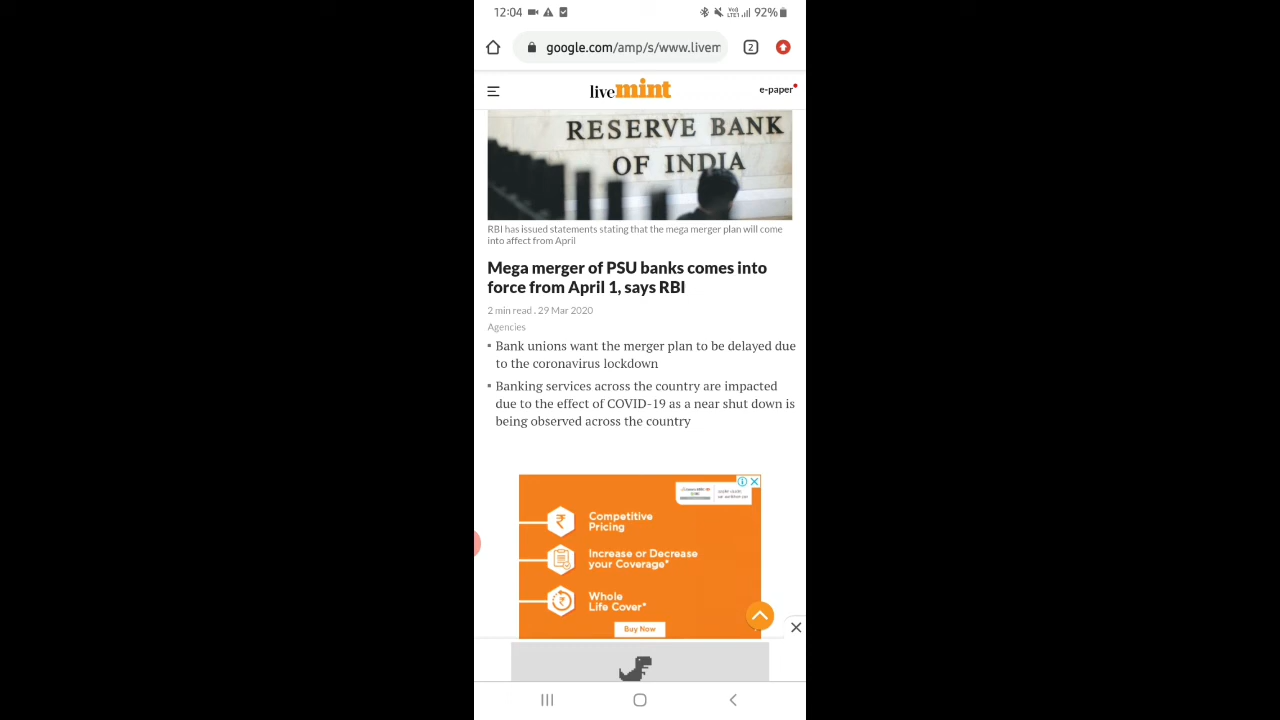 12:04
92%
google.com/amp/s/www.livem
2
livemint
e-paper
RESERVE BANK
OF INDIA
RBI has issued statements stating that the mega merger plan will come
into affect from April
Mega merger of PSU banks comes into
force from April 1, says RBI
2 min read . 29 Mar 2020
Agencies
Bank unions want the merger plan to be delayed due
to the coronavirus lockdown
Banking services across the country are impacted
due to the effect of COVID-19 as a near shut down is
being observed across the country
Competitive
Pricing
Increase or Decrease
your Coverage*
Whole
Life Cover*
Buy Now